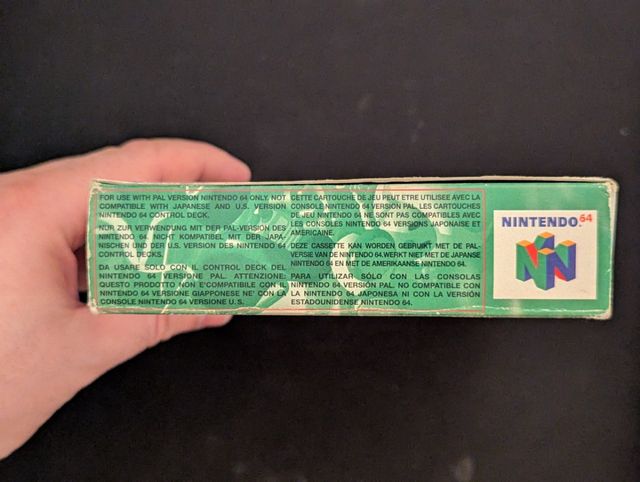 FOR USE WITH PAL VERSION NINTENDO 64 ONLY. NOT
COMPATIBLE WITH JAPANESE AND U.S. VERSION
NINTENDO 64 CONTROL DECK.
NUR ZUR VERWENDUNG MIT DER PAL-VERSION DES
NINTENDO 64. NICHT KOMPATIBEL MIT DER JAPA-
NISCHEN UND DER U.S. VERSION DES NINTENDO 64
CONTROL DECKS.
DA USARE SOLO CON IL CONTROL DECK DEL
NINTENDO 64 VERSIONE PAL. ATTENZIONE:
QUESTO PRODOTTO NON E'COMPATIBILE CON IL
NINTENDO 64 VERSIONE GIAPPONESE NE' CON LA
CONSOLE NINTENDO 64 VERSIONE U.S.
CETTE CARTOUCHE DE JEU PEUT ETRE UTILISEE AVEC LA
CONSOLE NINTENDO 64 VERSION PAL. LES CARTOUCHES
DE JEU NINTENDO 64 NE SONT PAS COMPATIBLES AVEC
LES CONSOLES NINTENDO 64 VERSIONS JAPONAISE ET
AMERICAINE.
DEZE CASSETTE KAN WORDEN GEBRUIKT MET DE PAL-
VERSIE VAN DE NINTENDO 64. WERKT NIET MET DE JAPANSE
NINTENDO 64 EN MET DE AMERIKAANSE NINTENDO 64.
PARA UTILIZAR SÓLO CON LAS CONSOLAS
NINTENDO 64 VERSIÓN PAL. NO COMPATIBLE CON
LA NINTENDO 64 JAPONESA NI CON LA VERSIÓN
ESTADOUNIDENSE NINTENDO 64.
NINTENDO 64